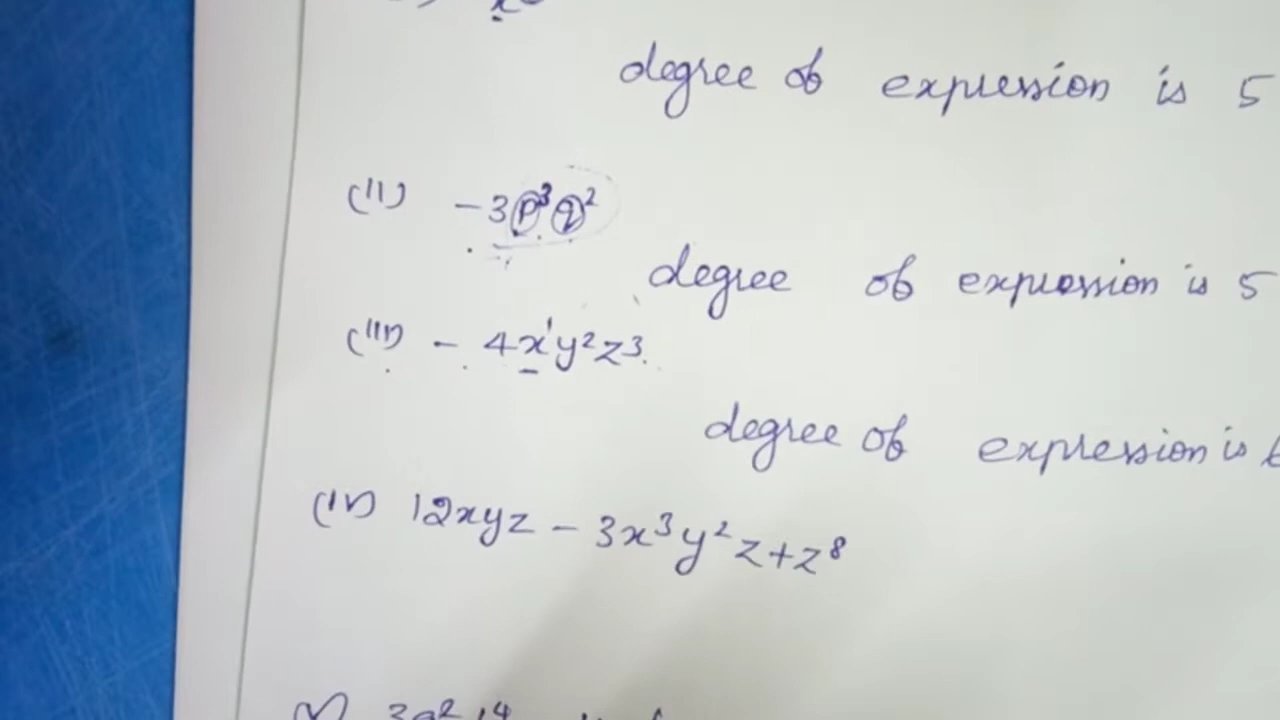 degree of expression is 5
(II) -3p³q²
degree of expression is 5
(III) - 4x¹y²z³.
degree of expression is 6
(IV) 12xyz - 3x³y²z + z⁸